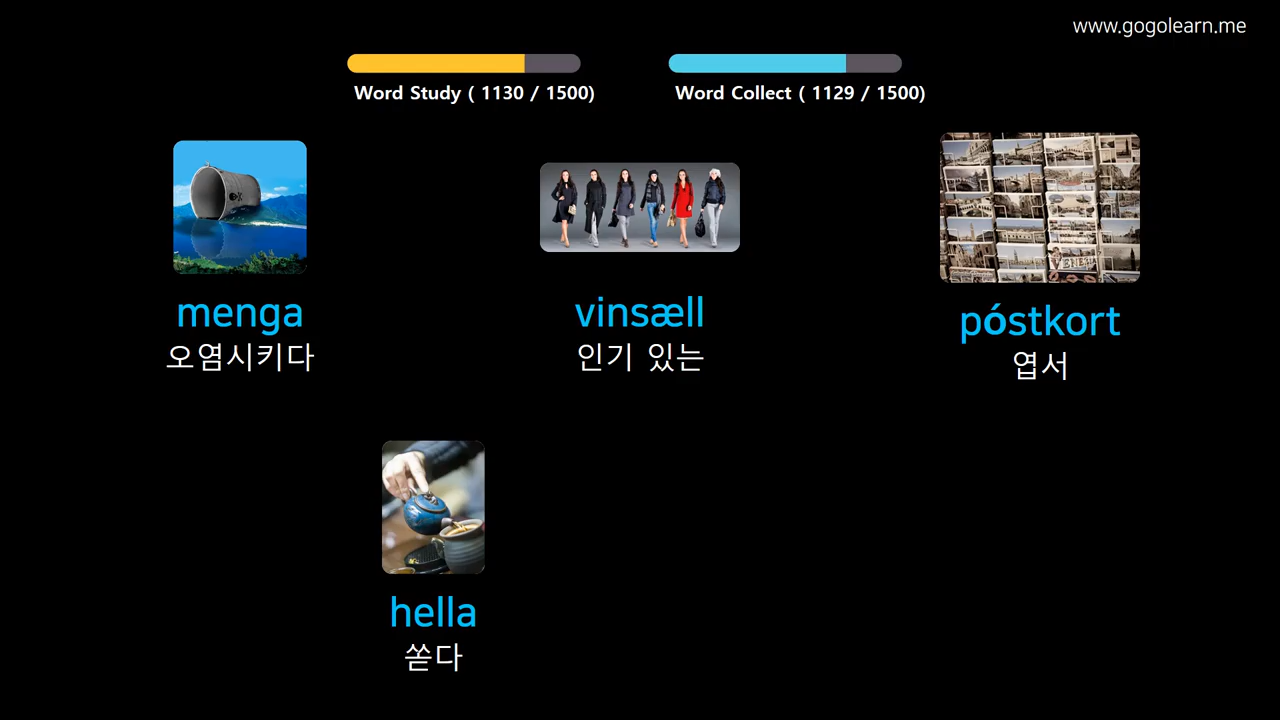 www.gogolearn.me
Word Study ( 1130 / 1500)
Word Collect ( 1129 / 1500)
menga
오염시키다
vinsæll
인기 있는
póstkort
엽서
hella
쏟다